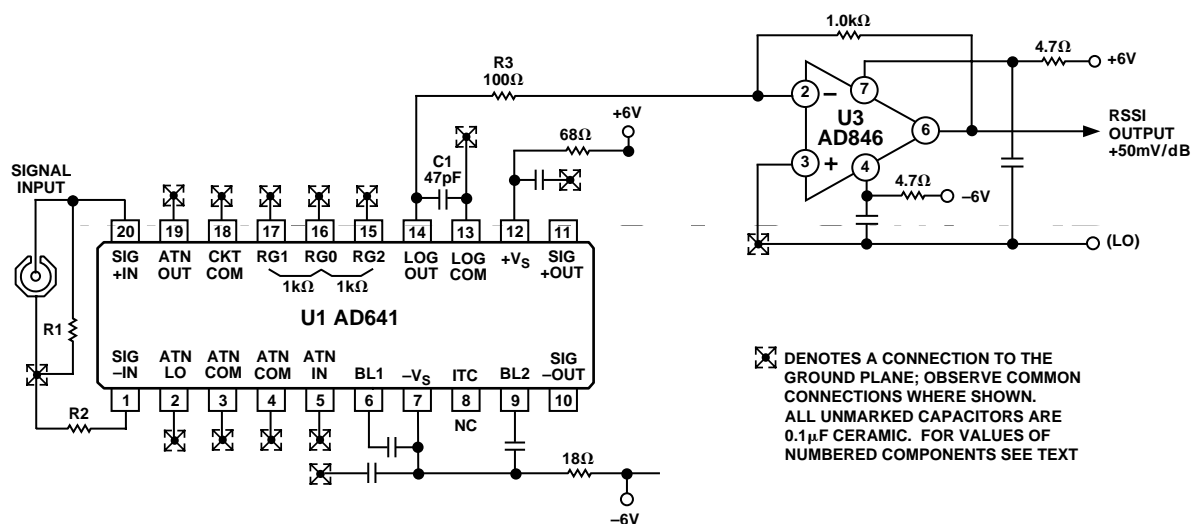 1.0kΩ
4.7Ω
+6V
R3
100Ω
2
−
7
U3
AD846
6
3
+
4
RSSI
OUTPUT
+50mV/dB
4.7Ω
−6V
(LO)
+6V
68Ω
C1
47pF
SIGNAL
INPUT
20
19
18
17
16
15
14
13
12
11
SIG
+IN
ATN
OUT
CKT
COM
RG1
RG0
RG2
LOG
OUT
LOG
COM
+VS
SIG
+OUT
1kΩ
1kΩ
U1 AD641
R1
SIG
−IN
ATN
LO
ATN
COM
ATN
COM
ATN
IN
BL1
−VS
ITC
BL2
SIG
−OUT
1
2
3
4
5
6
7
8
9
10
NC
R2
18Ω
−6V
DENOTES A CONNECTION TO THE
GROUND PLANE; OBSERVE COMMON
CONNECTIONS WHERE SHOWN.
ALL UNMARKED CAPACITORS ARE
0.1μF CERAMIC. FOR VALUES OF
NUMBERED COMPONENTS SEE TEXT